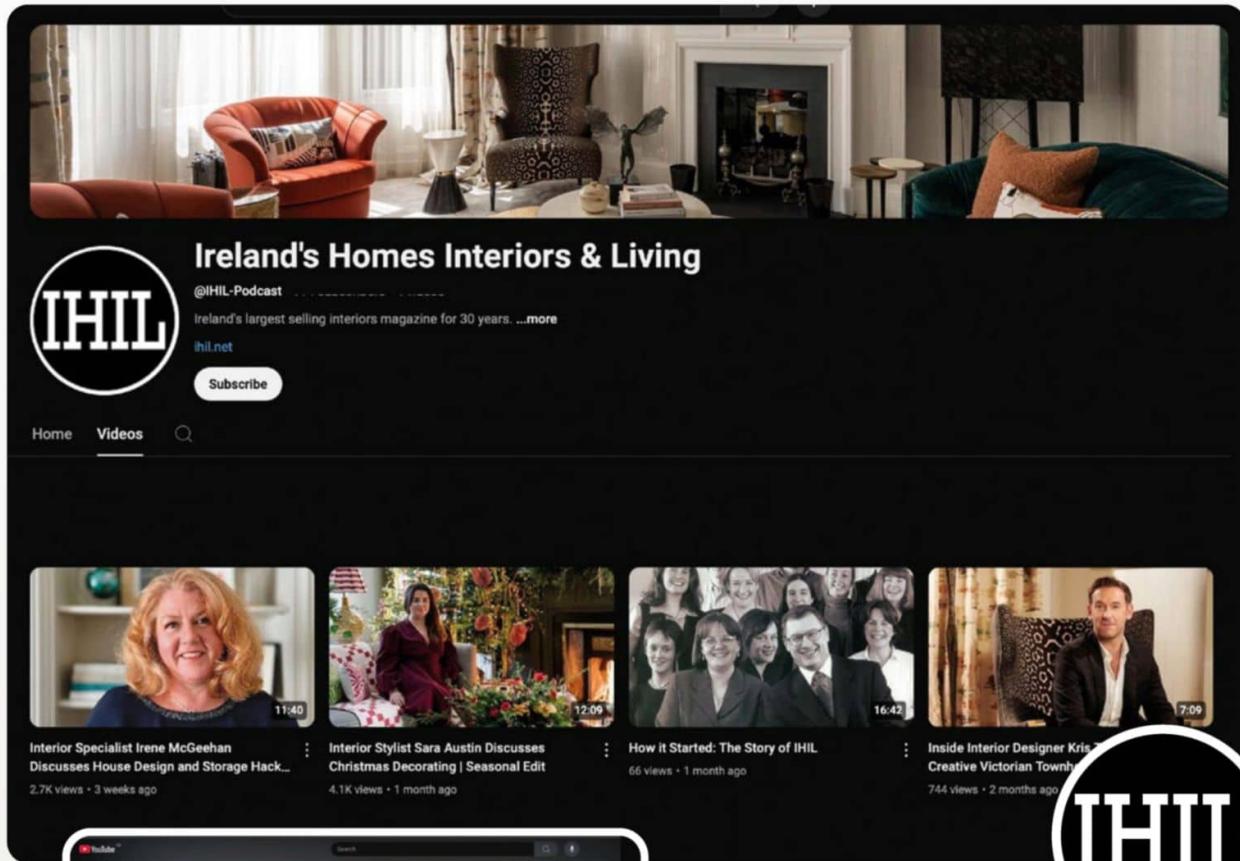 Ireland's Homes Interiors & Living
IHIL
@IHIL-Podcast
Ireland's largest selling interiors magazine for 30 years. ...more
ihil.net
Subscribe
Home Videos
11:40
12:09
16:42
7:09
Interior Specialist Irene McGeehan
Discusses House Design and Storage Hack...
2.7K views • 3 weeks ago
Interior Stylist Sara Austin Discusses
Christmas Decorating | Seasonal Edit
4.1K views • 1 month ago
How it Started: The Story of IHIL
66 views • 1 month ago
Inside Interior Designer Kris
Creative Victorian
744 views • 2 months ago
IHIL
YouTube
Search